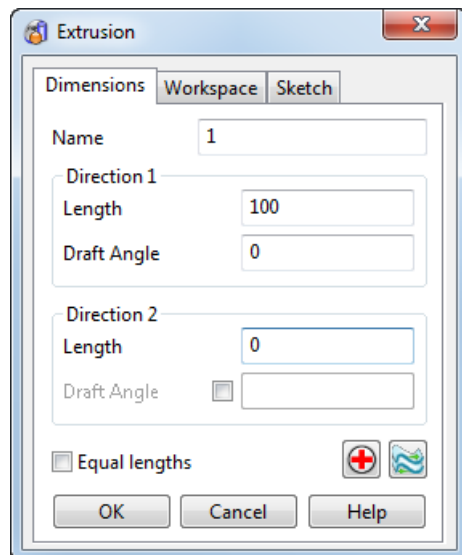 Extrusion
Dimensions Workspace Sketch
Name 1
Direction 1
Length 100
Draft Angle 0
Direction 2
Length 0
Draft Angle
Equal lengths
OK Cancel Help